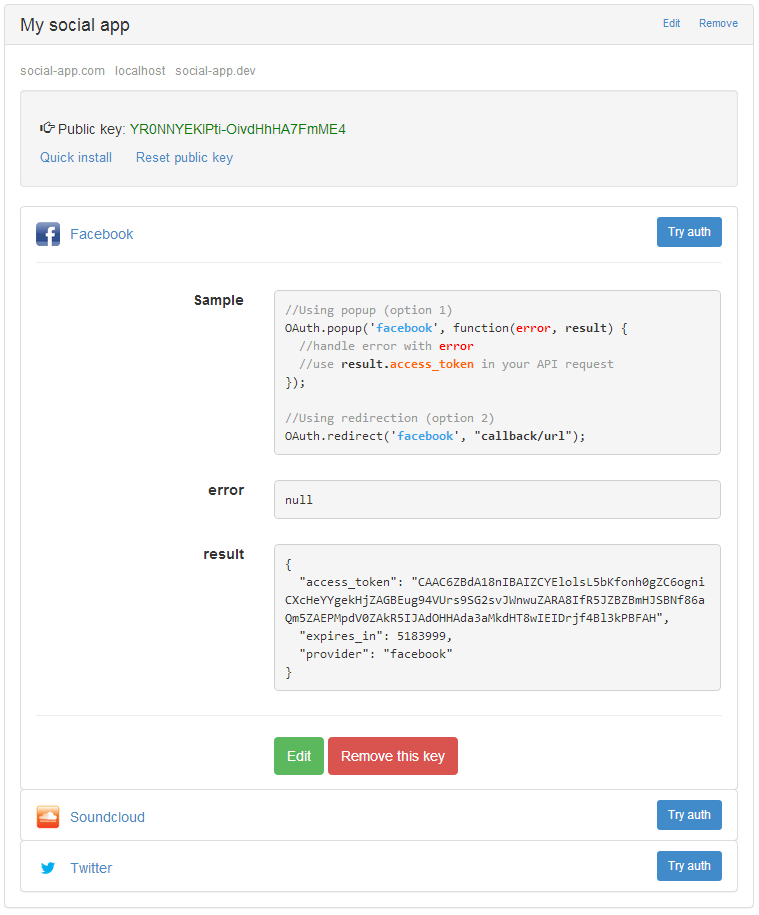 My social app
Edit Remove
social-app.com localhost social-app.dev
Public key: YR0NNYEKlPti-OivdHhHA7FmME4
Quick install Reset public key
Facebook
Try auth
Sample
//Using popup (option 1)
OAuth.popup('facebook', function(error, result) {
//handle error with error
//use result.access_token in your API request
});
//Using redirection (option 2)
OAuth.redirect('facebook', "callback/url");
error
null
result
{
"access_token": "CAAC6ZBdA18nIBAIZCYElolsL5bKfonh0gZC6ogni
CXcHeYYgekHjZAGBEug94VUrs9SG2svJWnwuZARA8IfR5JZBZBmHJSBNf86a
Qm5ZAEPMpdV0ZAkR5IJAdOHHAda3aMkdHT8wIEIDrjf4Bl3kPBFAH",
"expires_in": 5183999,
"provider": "facebook"
}
Edit Remove this key
Soundcloud
Try auth
Twitter
Try auth